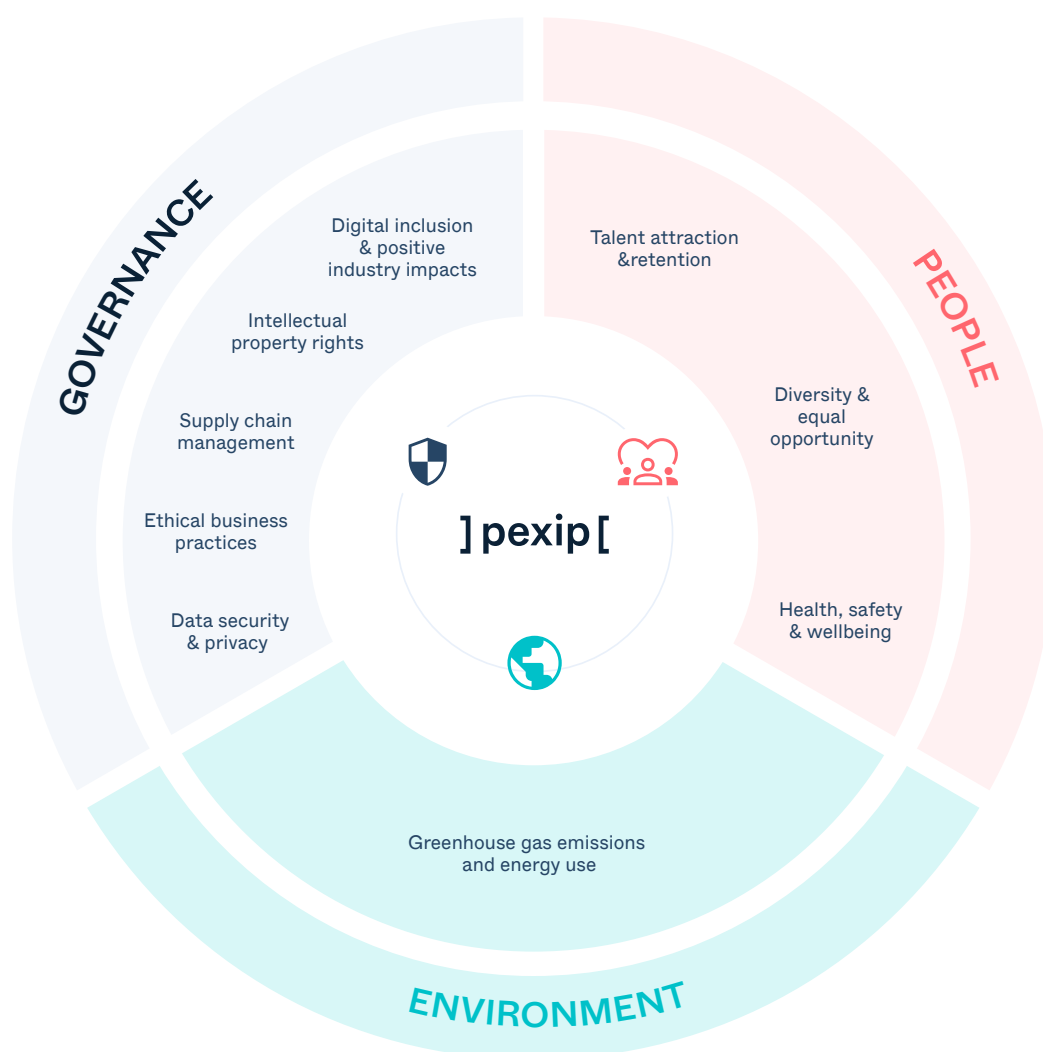 GOVERNANCE
Digital inclusion
& positive
industry impacts
Intellectual
property rights
Supply chain
management
Ethical business
practices
Data security
& privacy
PEOPLE
Talent attraction
&retention
Diversity &
equal
opportunity
Health, safety
& wellbeing
]pexip[
Greenhouse gas emissions
and energy use
ENVIRONMENT